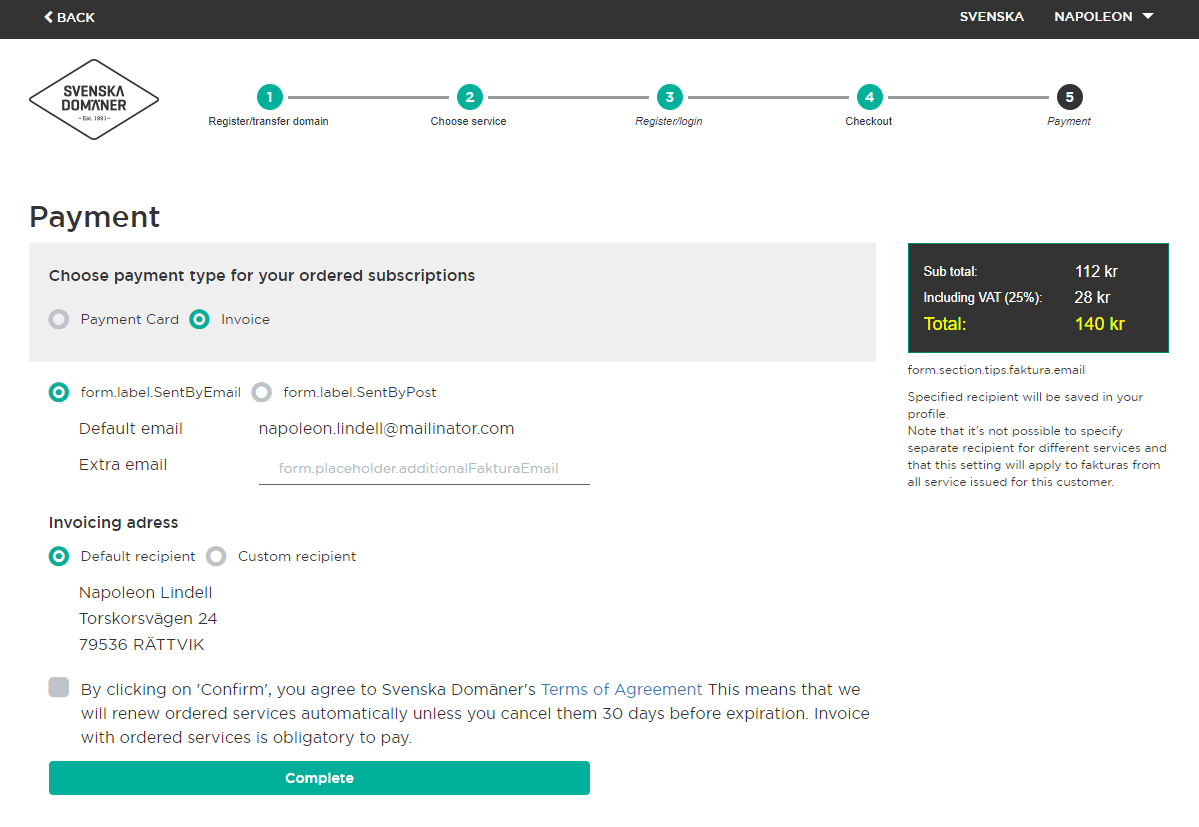 BACK
SVENSKA
NAPOLEON
SVENSKA
DOMÄNER
~ Est. 1991 ~
1
2
3
4
5
Register/transfer domain
Choose service
Register/login
Checkout
Payment
Payment
Choose payment type for your ordered subscriptions
Payment Card
Invoice
form.label.SentByEmail
form.label.SentByPost
Default email
napoleon.lindell@mailinator.com
Extra email
form.placeholder.additionalFakturaEmail
Invoicing adress
Default recipient
Custom recipient
Napoleon Lindell
Torskorsvägen 24
79536 RÄTTVIK
By clicking on 'Confirm', you agree to Svenska Domäner's Terms of Agreement This means that we
will renew ordered services automatically unless you cancel them 30 days before expiration. Invoice
with ordered services is obligatory to pay.
Complete
Sub total: 112 kr
Including VAT (25%): 28 kr
Total: 140 kr
form.section.tips.faktura.email
Specified recipient will be saved in your
profile.
Note that it's not possible to specify
separate recipient for different services and
that this setting will apply to fakturas from
all service issued for this customer.